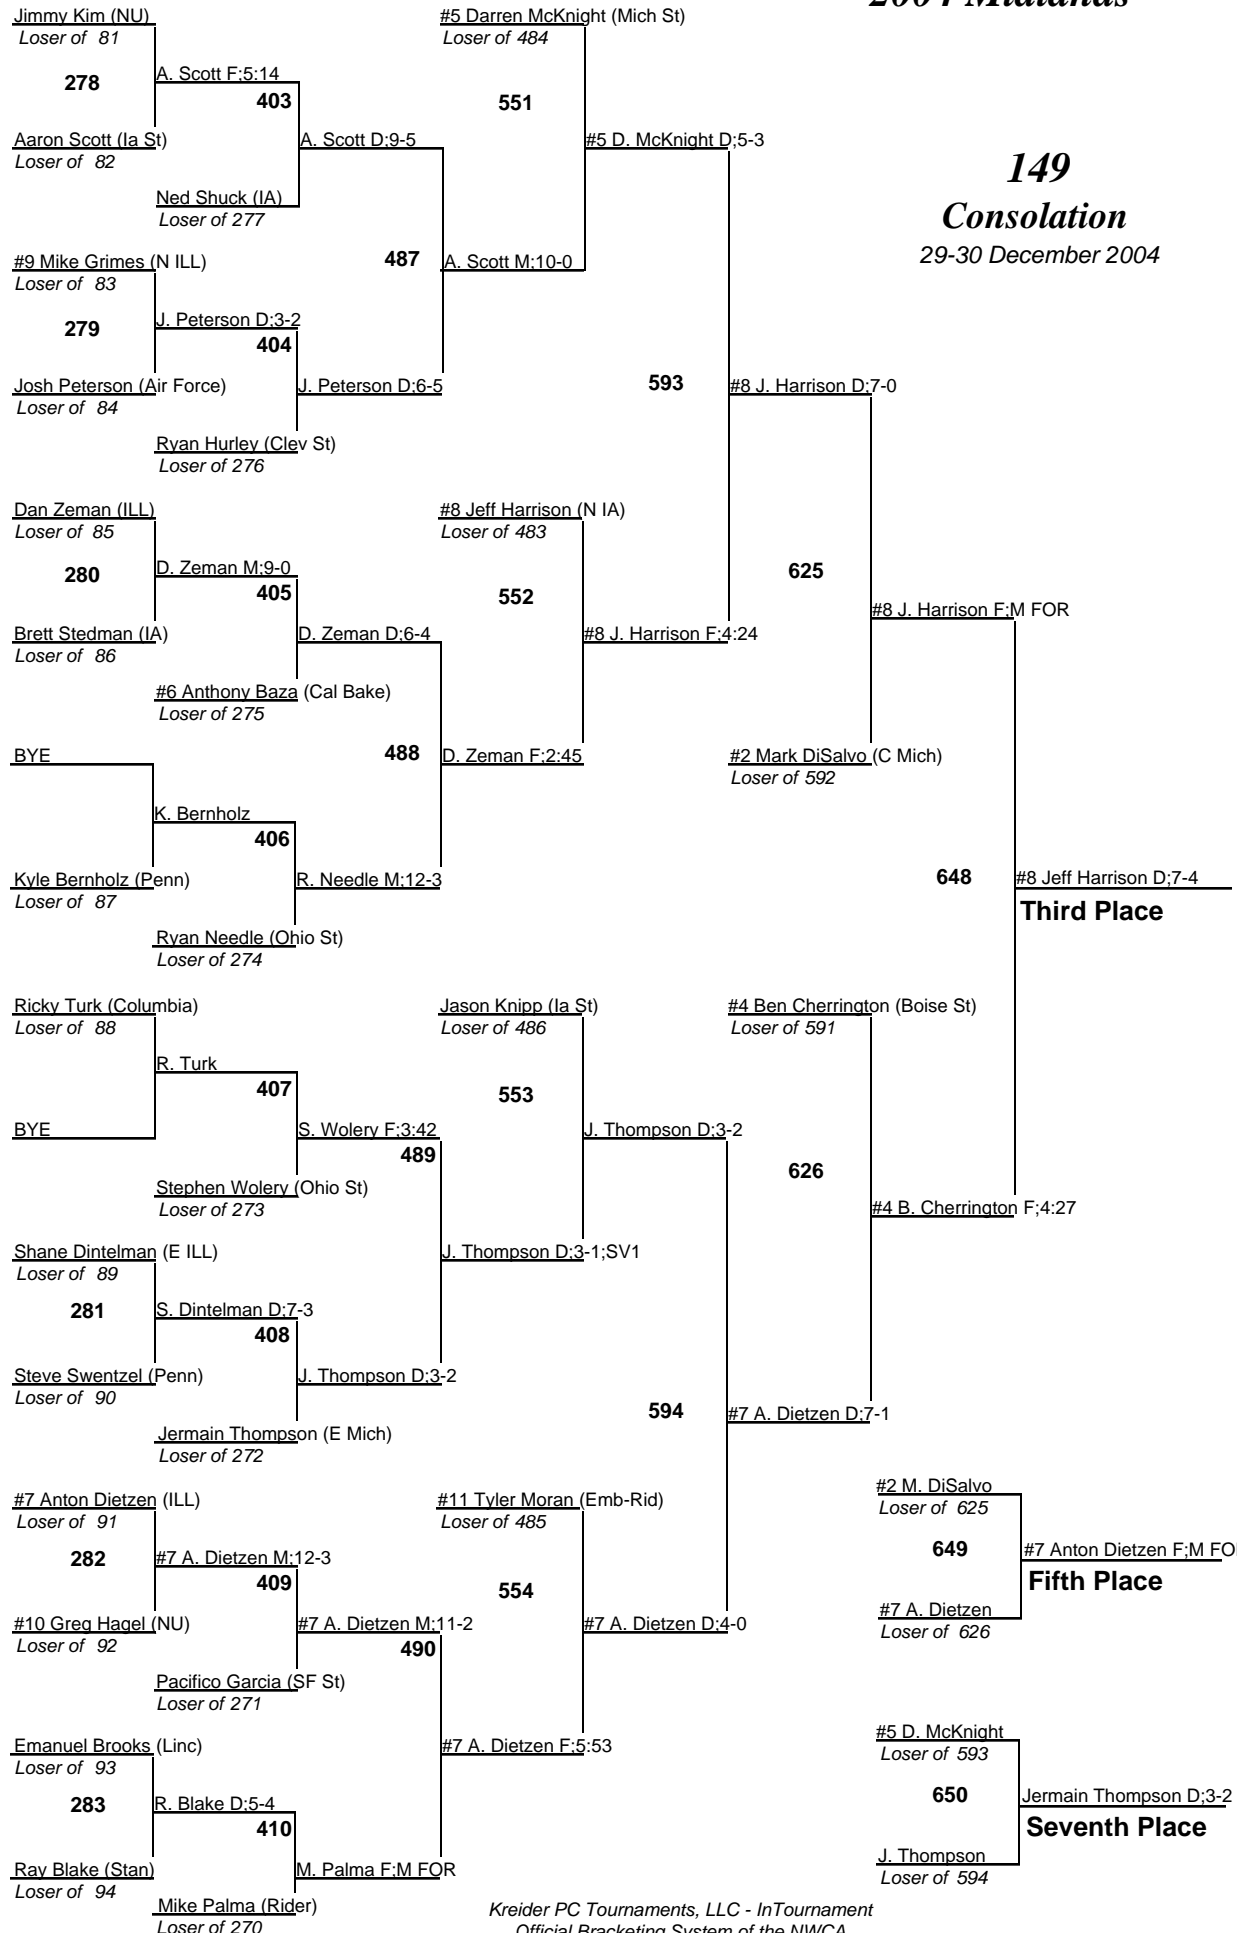 2004 Midlands
149
Consolation
29-30 December 2004
Jimmy Kim (NU)
Loser of 81
278
A. Scott F;5:14
403
Aaron Scott (Ia St)
Loser of 82
A. Scott D;9-5
Ned Shuck (IA)
Loser of 277
#5 Darren McKnight (Mich St)
Loser of 484
551
#5 D. McKnight D;5-3
#9 Mike Grimes (N ILL)
Loser of 83
487
A. Scott M;10-0
279
J. Peterson D;3-2
404
Josh Peterson (Air Force)
Loser of 84
J. Peterson D;6-5
593
#8 J. Harrison D;7-0
Ryan Hurley (Clev St)
Loser of 276
Dan Zeman (ILL)
Loser of 85
#8 Jeff Harrison (N IA)
Loser of 483
280
D. Zeman M;9-0
405
552
625
#8 J. Harrison F;M FOR
Brett Stedman (IA)
Loser of 86
D. Zeman D;6-4
#8 J. Harrison F;4:24
#6 Anthony Baza (Cal Bake)
Loser of 275
BYE
488
D. Zeman F;2:45
#2 Mark DiSalvo (C Mich)
Loser of 592
K. Bernholz
406
Kyle Bernholz (Penn)
Loser of 87
R. Needle M;12-3
648
#8 Jeff Harrison D;7-4
Third Place
Ryan Needle (Ohio St)
Loser of 274
Ricky Turk (Columbia)
Loser of 88
Jason Knipp (Ia St)
Loser of 486
#4 Ben Cherrington (Boise St)
Loser of 591
R. Turk
407
553
BYE
S. Wolery F;3:42
489
J. Thompson D;3-2
626
Stephen Wolery (Ohio St)
Loser of 273
#4 B. Cherrington F;4:27
Shane Dintelman (E ILL)
Loser of 89
J. Thompson D;3-1;SV1
281
S. Dintelman D;7-3
408
Steve Swentzel (Penn)
Loser of 90
J. Thompson D;3-2
594
#7 A. Dietzen D;7-1
Jermain Thompson (E Mich)
Loser of 272
#7 Anton Dietzen (ILL)
Loser of 91
#11 Tyler Moran (Emb-Rid)
Loser of 485
#2 M. DiSalvo
Loser of 625
282
#7 A. Dietzen M;12-3
409
554
649
#7 Anton Dietzen F;M FO
Fifth Place
#10 Greg Hagel (NU)
Loser of 92
#7 A. Dietzen M;11-2
490
#7 A. Dietzen D;4-0
#7 A. Dietzen
Loser of 626
Pacifico Garcia (SF St)
Loser of 271
Emanuel Brooks (Linc)
Loser of 93
#7 A. Dietzen F;5:53
#5 D. McKnight
Loser of 593
283
R. Blake D;5-4
410
650
Jermain Thompson D;3-2
Seventh Place
Ray Blake (Stan)
Loser of 94
M. Palma F;M FOR
J. Thompson
Loser of 594
Mike Palma (Rider)
Loser of 270
Kreider PC Tournaments, LLC - InTournament
Official Bracketing System of the NWCA